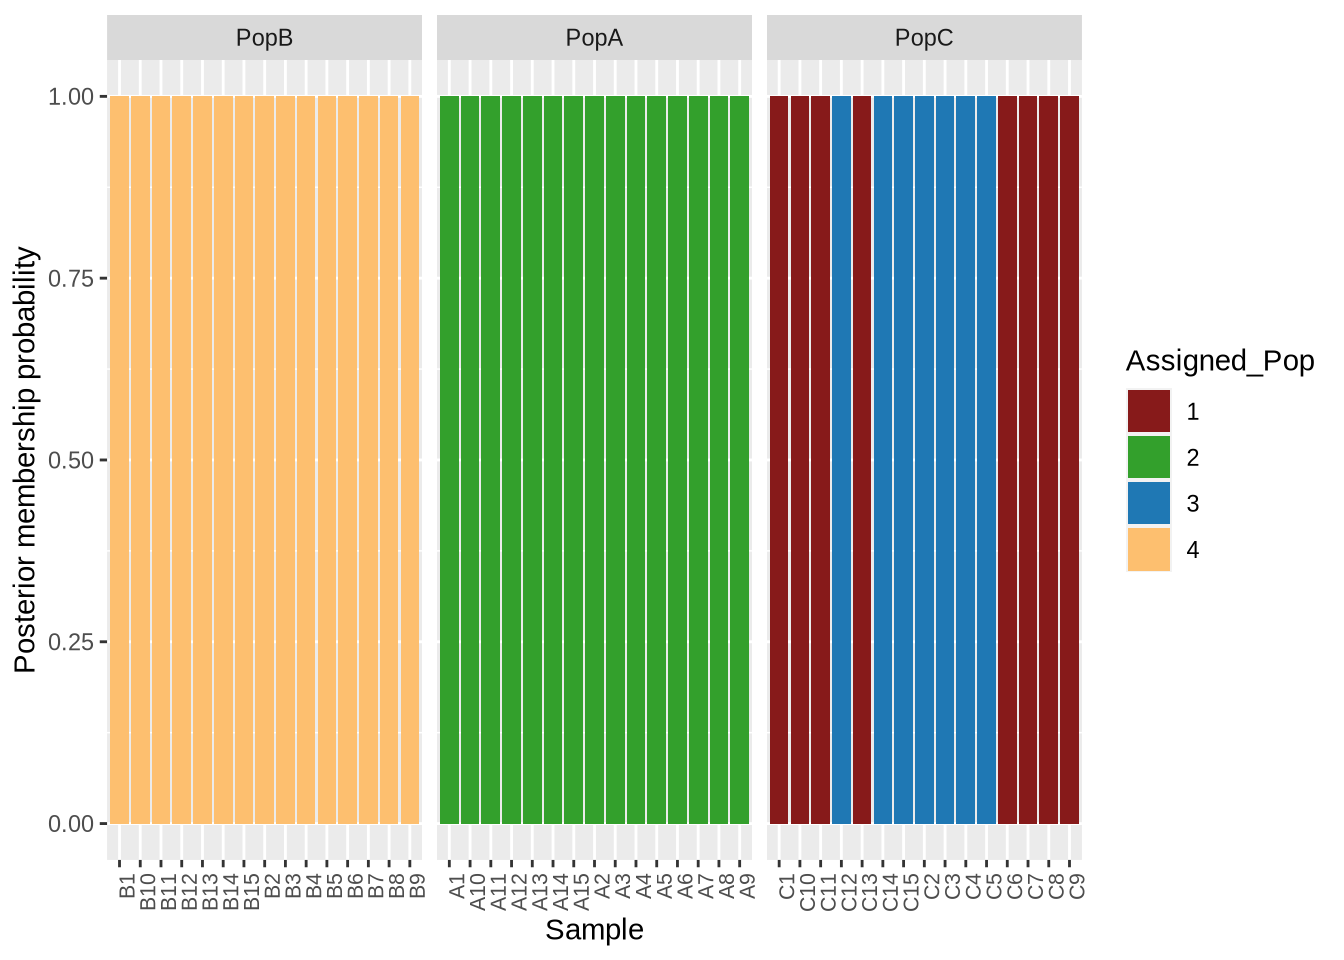 PopB PopA PopC
1.00
0.75
0.50
0.25
0.00
Posterior membership probability
B1 B10 B11 B12 B13 B14 B15 B2 B3 B4 B5 B6 B7 B8 B9 A1 A10 A11 A12 A13 A14 A15 A2 A3 A4 A5 A6 A7 A8 A9 C1 C10 C11 C12 C13 C14 C15 C2 C3 C4 C5 C6 C7 C8 C9
Sample
Assigned_Pop
1
2
3
4